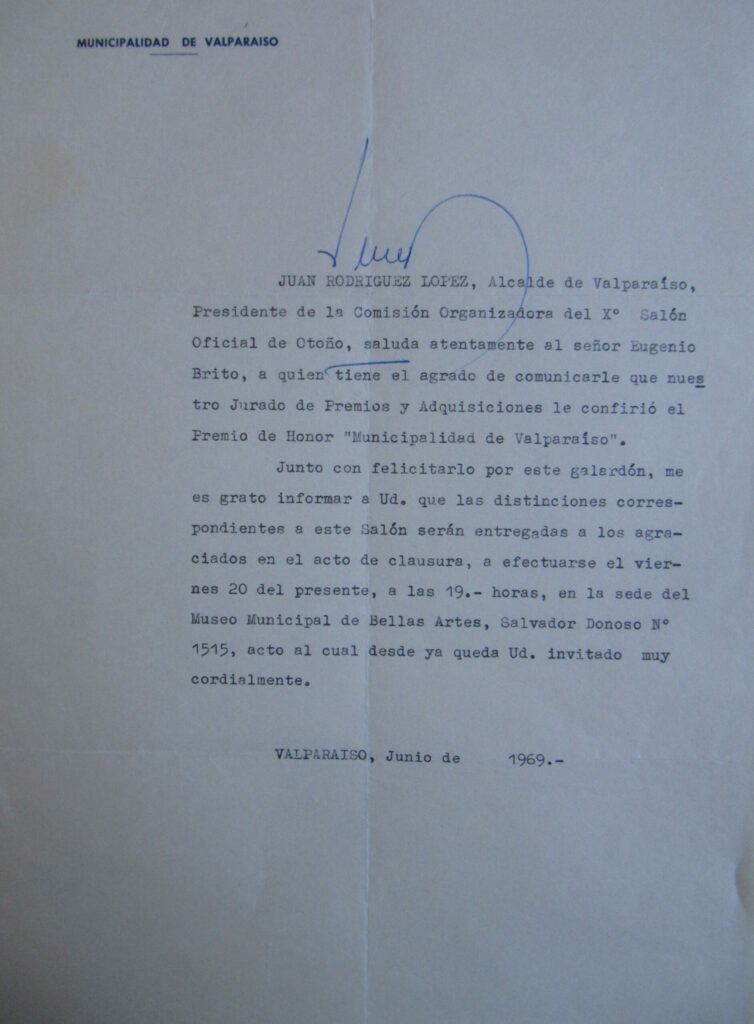 MUNICIPALIDAD DE VALPARAISO
JUAN RODRIGUEZ LOPEZ, Alcalde de Valparaíso,
Presidente de la Comisión Organizadora del X° Salón
Oficial de Otoño, saluda atentamente al señor Eugenio
Brito, a quien tiene el agrado de comunicarle que nues
tro Jurado de Premios y Adquisiciones le confirió el
Premio de Honor "Municipalidad de Valparaíso".
Junto con felicitarlo por este galardón, me
es grato informar a Ud. que las distinciones corres-
pondientes a este Salón serán entregadas a los agra-
ciados en el acto de clausura, a efectuarse el vier-
nes 20 del presente, a las 19.- horas, en la sede del
Museo Municipal de Bellas Artes, Salvador Donoso N°
1515, acto al cual desde ya queda Ud. invitado muy
cordialmente.
VALPARAISO, Junio de 1969.-